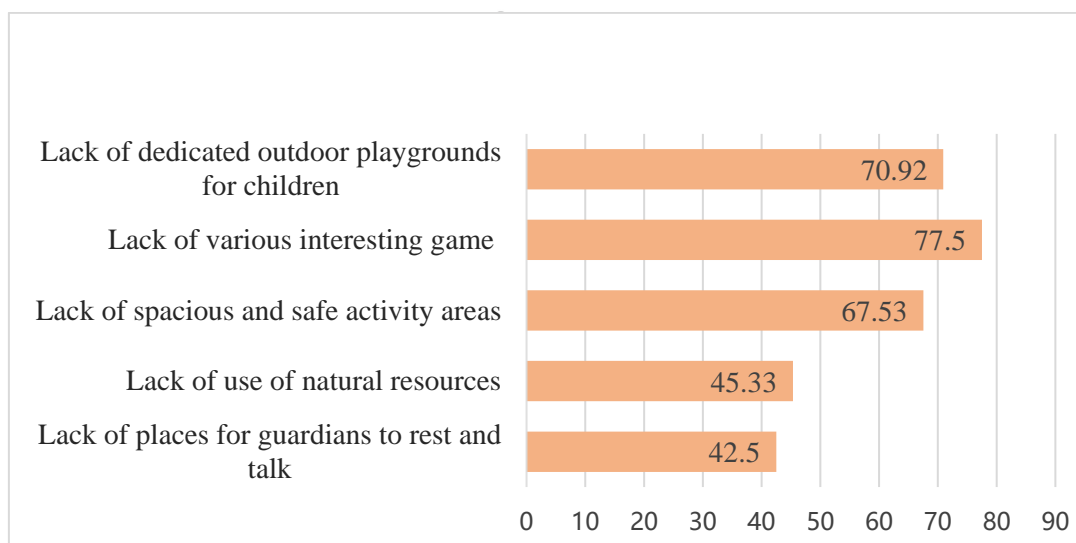 Lack of dedicated outdoor playgrounds
for children
70.92
Lack of various interesting game
77.5
Lack of spacious and safe activity areas
67.53
Lack of use of natural resources
45.33
Lack of places for guardians to rest and
talk
42.5
0 10 20 30 40 50 60 70 80 90